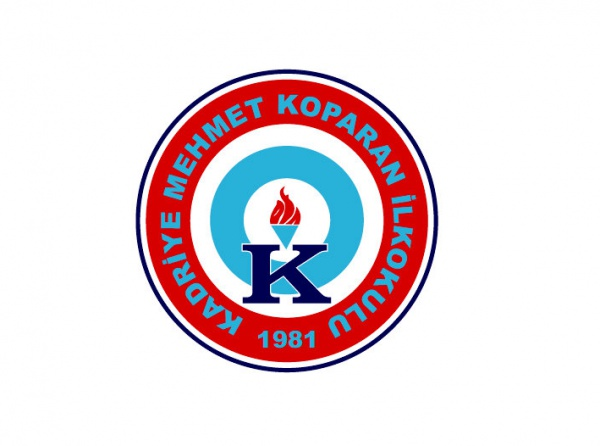 KADRİYE MEHMET KOPARAN İLKOKULU
K
1981